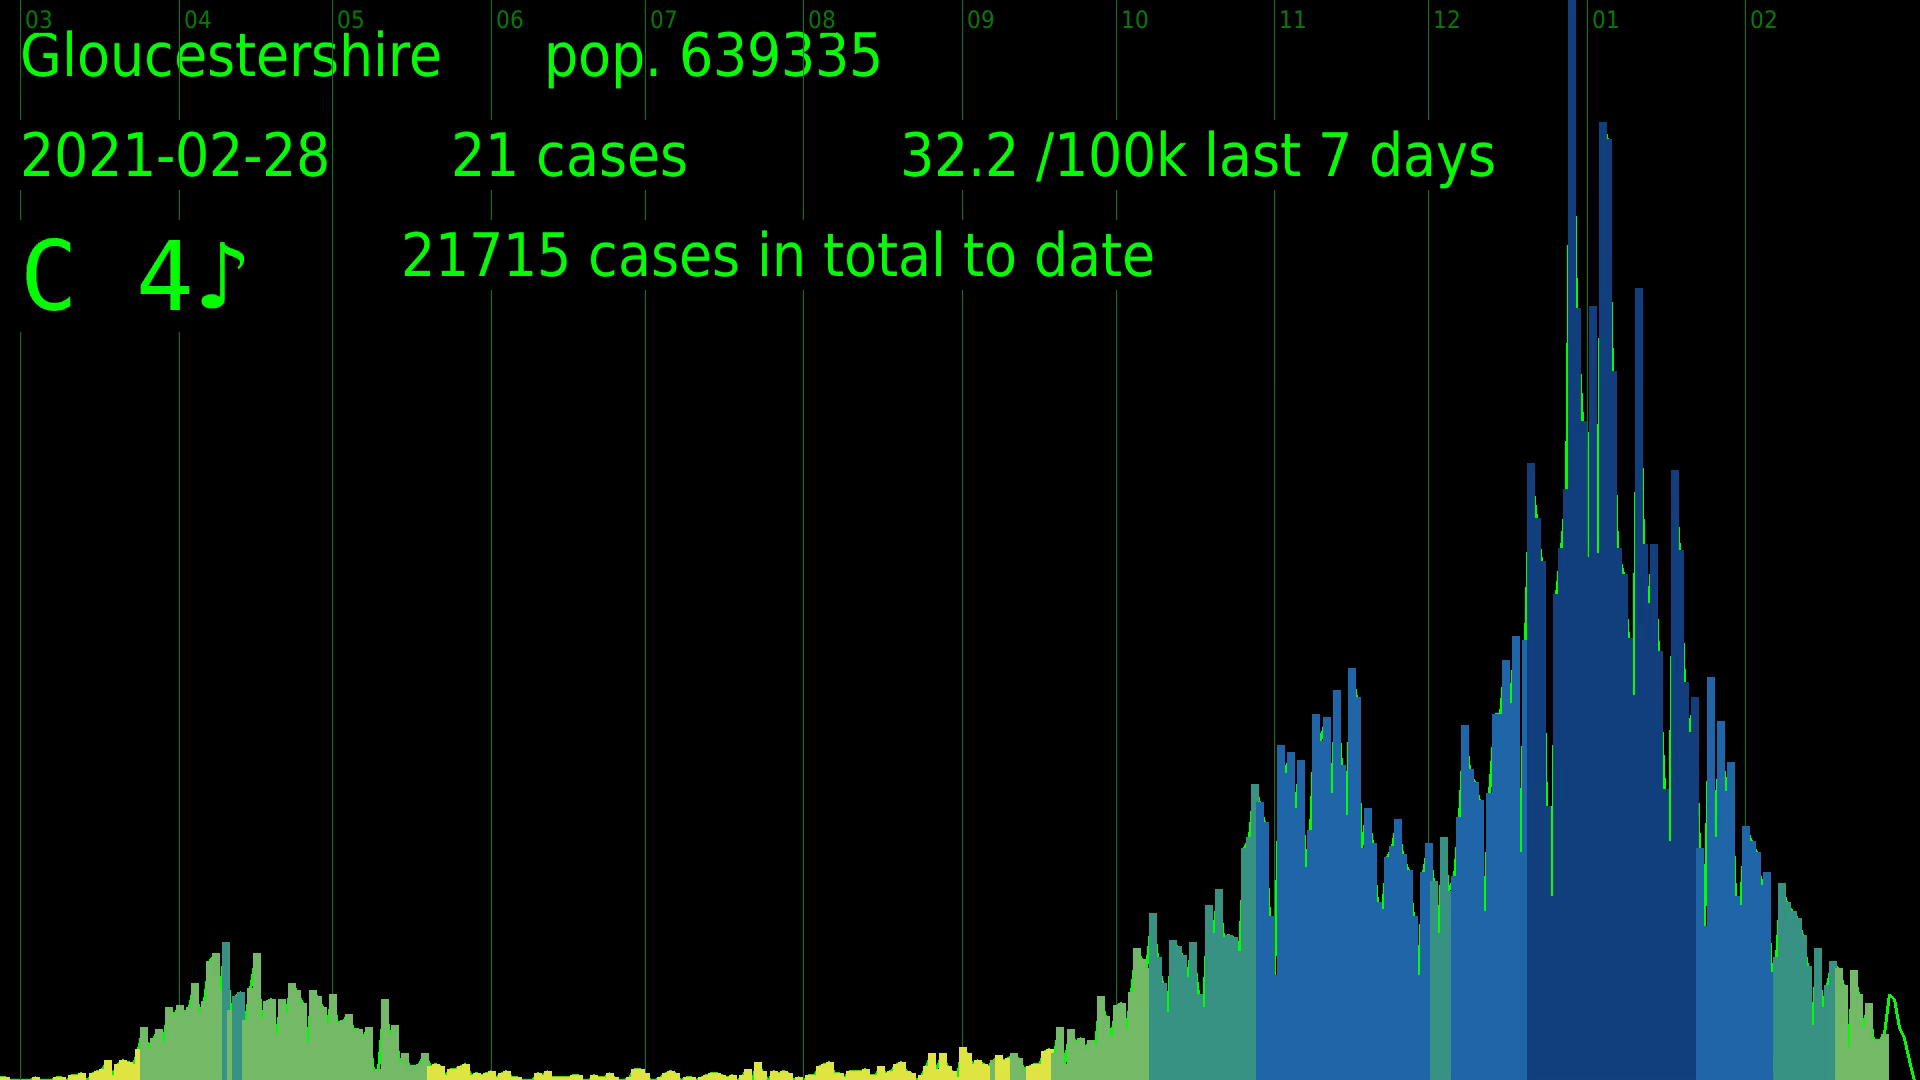 03 04 05 06 07 08 09 10 11 12 01 02
Gloucestershire pop. 639335
2021-02-28 21 cases 32.2 /100k last 7 days
C 4♪ 21715 cases in total to date